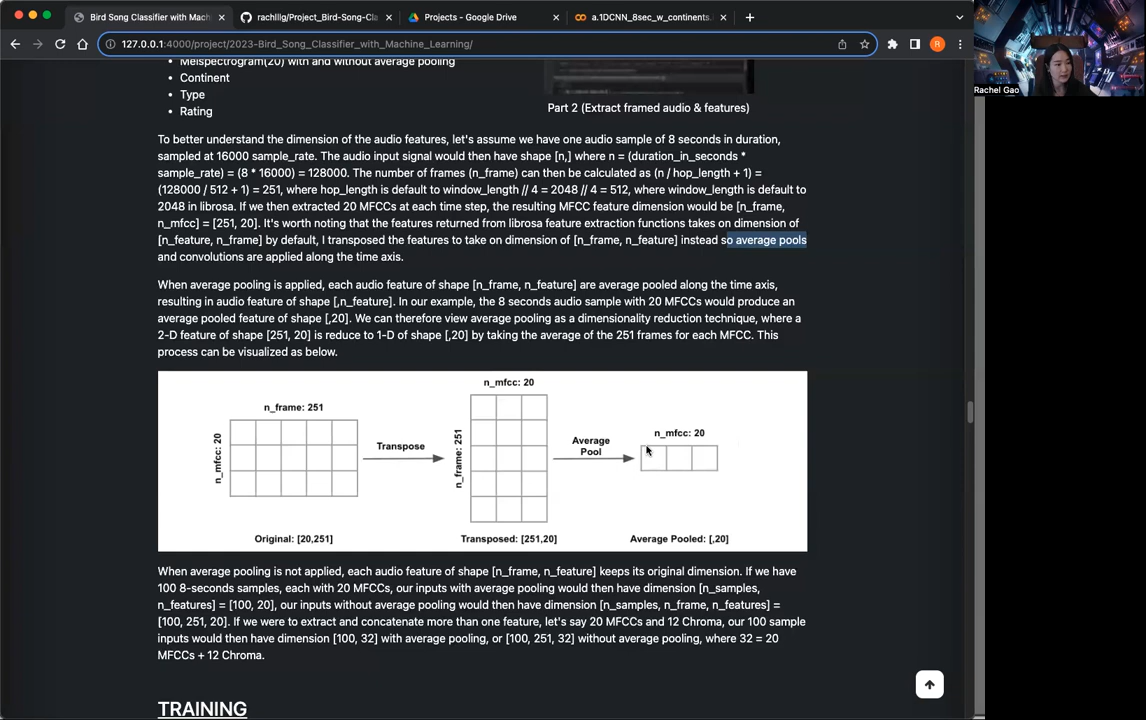 Bird Song Classifier with Mach
rachllg/Project_Bird-Song-Cla
Projects - Google Drive
a.1DCNN_8sec_w_continents.
127.0.0.1:4000/project/2023-Bird_Song_Classifier_with_Machine_Learning/
R
Rachel Gao
Melspectrogram(20) with and without average pooling
Continent
Type
Rating
Part 2 (Extract framed audio & features)
To better understand the dimension of the audio features, let's assume we have one audio sample of 8 seconds in duration,
sampled at 16000 sample_rate. The audio input signal would then have shape [n,] where n = (duration_in_seconds *
sample_rate) = (8 * 16000) = 128000. The number of frames (n_frame) can then be calculated as (n / hop_length + 1) =
(128000 / 512 + 1) = 251, where hop_length is default to window_length // 4 = 2048 // 4 = 512, where window_length is default to
2048 in librosa. If we then extracted 20 MFCCs at each time step, the resulting MFCC feature dimension would be [n_frame,
n_mfcc] = [251, 20]. It's worth noting that the features returned from librosa feature extraction functions takes on dimension of
[n_feature, n_frame] by default, I transposed the features to take on dimension of [n_frame, n_feature] instead so average pools
and convolutions are applied along the time axis.
When average pooling is applied, each audio feature of shape [n_frame, n_feature] are average pooled along the time axis,
resulting in audio feature of shape [,n_feature]. In our example, the 8 seconds audio sample with 20 MFCCs would produce an
average pooled feature of shape [,20]. We can therefore view average pooling as a dimensionality reduction technique, where a
2-D feature of shape [251, 20] is reduce to 1-D of shape [,20] by taking the average of the 251 frames for each MFCC. This
process can be visualized as below.
n_frame: 251
n_mfcc: 20
Transpose
n_mfcc: 20
n_frame: 251
Average
Pool
n_mfcc: 20
Original: [20,251]
Transposed: [251,20]
Average Pooled: [,20]
When average pooling is not applied, each audio feature of shape [n_frame, n_feature] keeps its original dimension. If we have
100 8-seconds samples, each with 20 MFCCs, our inputs with average pooling would then have dimension [n_samples,
n_features] = [100, 20], our inputs without average pooling would then have dimension [n_samples, n_frame, n_features] =
[100, 251, 20]. If we were to extract and concatenate more than one feature, let's say 20 MFCCs and 12 Chroma, our 100 sample
inputs would then have dimension [100, 32] with average pooling, or [100, 251, 32] without average pooling, where 32 = 20
MFCCs + 12 Chroma.
TRAINING